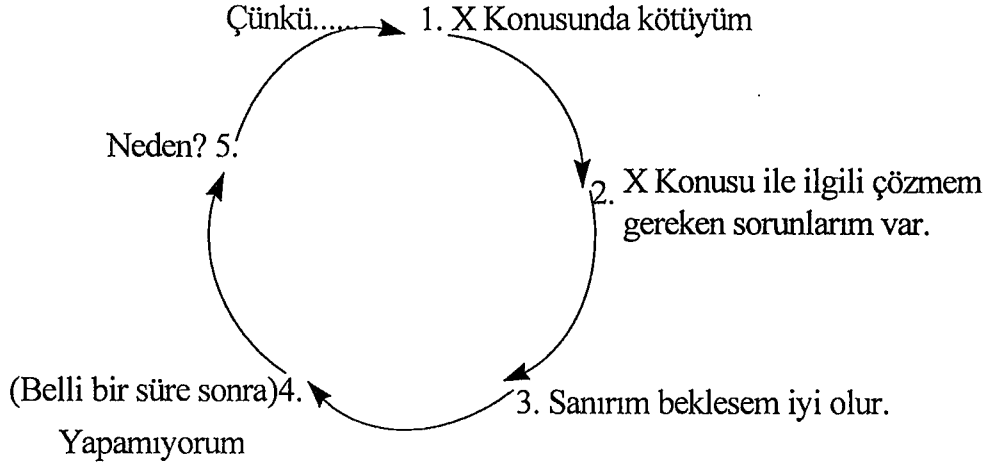 Çünkü......
1. X Konusunda kötüyüm
2. X Konusu ile ilgili çözmem
gereken sorunlarım var.
3. Sanırım beklesem iyi olur.
(Belli bir süre sonra)4.
Yapamıyorum
Neden? 5.